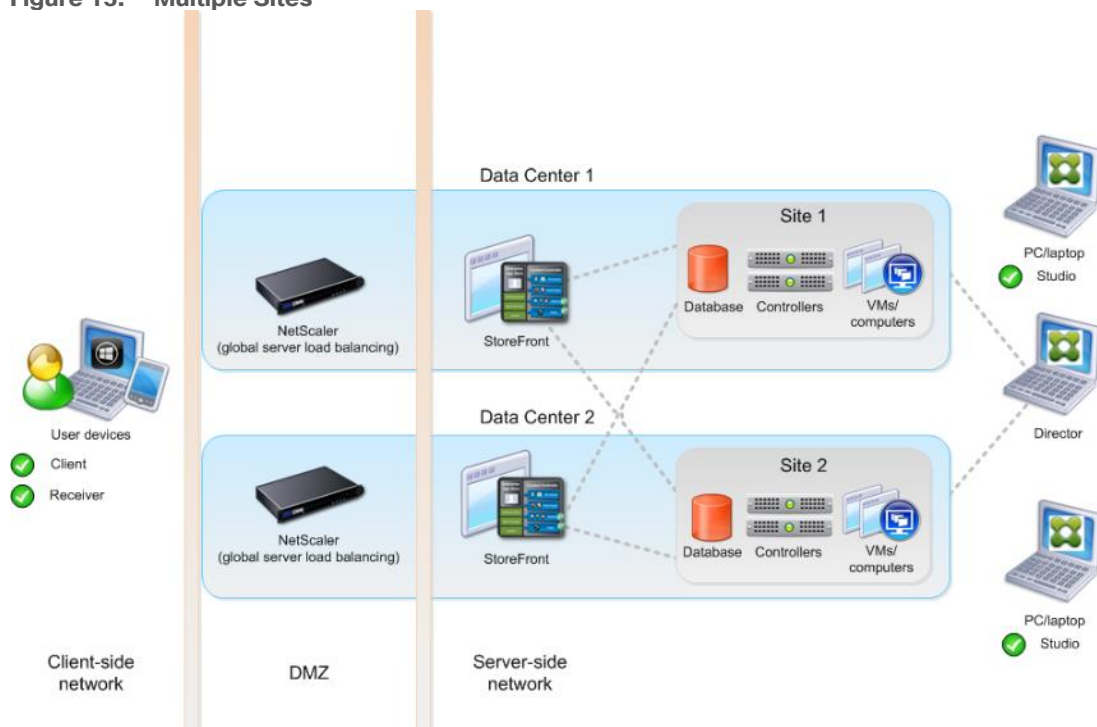 Figure 13. Multiple Sites
Data Center 1
Site 1
NetScaler
(global server load balancing)
StoreFront
Database
Controllers
VMs/
computers
PC/laptop
Studio
User devices
Client
Receiver
Director
Data Center 2
Site 2
NetScaler
(global server load balancing)
StoreFront
Database
Controllers
VMs/
computers
PC/laptop
Studio
Client-side
network
DMZ
Server-side
network